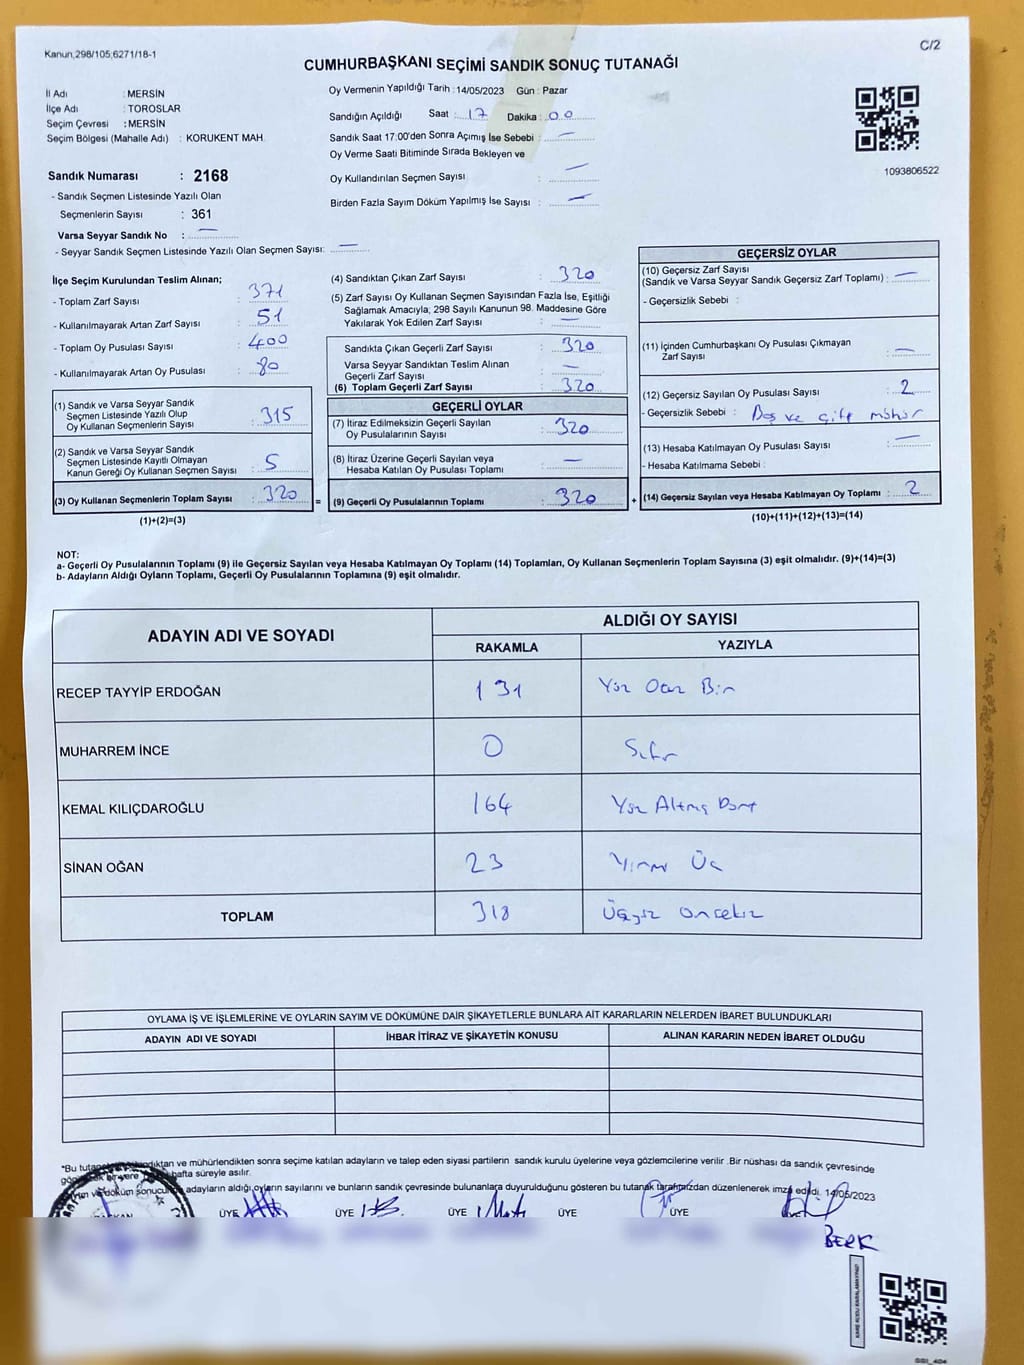 Kanun,298/105,6271/18-1
C/2
CUMHURBAŞKANI SEÇİMİ SANDIK SONUÇ TUTANAĞI
İl Adı : MERSİN
İlçe Adı : TOROSLAR
Seçim Çevresi : MERSİN
Seçim Bölgesi (Mahalle Adı) : KORUKENT MAH.
Oy Vermenin Yapıldığı Tarih : 14/05/2023 Gün : Pazar
Sandığın Açıldığı Saat : 17 Dakika : 00
Sandık Saat 17:00'den Sonra Açımış İse Sebebi : —
Oy Verme Saati Bitiminde Sırada Bekleyen ve
Oy Kullandırılan Seçmen Sayısı : —
Birden Fazla Sayım Döküm Yapılmış İse Sayısı : —
1093806522
Sandık Numarası : 2168
- Sandık Seçmen Listesinde Yazılı Olan
Seçmenlerin Sayısı : 361
Varsa Seyyar Sandık No : —
- Seyyar Sandık Seçmen Listesinde Yazılı Olan Seçmen Sayısı: —
İlçe Seçim Kurulundan Teslim Alınan;
- Toplam Zarf Sayısı : 371
- Kullanılmayarak Artan Zarf Sayısı : 51
- Toplam Oy Pusulası Sayısı : 400
- Kullanılmayarak Artan Oy Pusulası : 80
(1) Sandık ve Varsa Seyyar Sandık
Seçmen Listesinde Yazılı Olup
Oy Kullanan Seçmenlerin Sayısı : 315
(2) Sandık ve Varsa Seyyar Sandık
Seçmen Listesinde Kayıtlı Olmayan
Kanun Gereği Oy Kullanan Seçmen Sayısı : 5
(3) Oy Kullanan Seçmenlerin Toplam Sayısı : 320 =
(1)+(2)=(3)
(4) Sandıktan Çıkan Zarf Sayısı : 320
(5) Zarf Sayısı Oy Kullanan Seçmen Sayısından Fazla İse, Eşitliği
Sağlamak Amacıyla; 298 Sayılı Kanunun 98. Maddesine Göre
Yakılarak Yok Edilen Zarf Sayısı : —
Sandıkta Çıkan Geçerli Zarf Sayısı : 320
Varsa Seyyar Sandıktan Teslim Alınan
Geçerli Zarf Sayısı : —
(6) Toplam Geçerli Zarf Sayısı : 320
GEÇERLİ OYLAR
(7) İtiraz Edilmeksizin Geçerli Sayılan
Oy Pusulalarının Sayısı : 320
(8) İtiraz Üzerine Geçerli Sayılan veya
Hesaba Katılan Oy Pusulası Toplamı : —
(9) Geçerli Oy Pusulalarının Toplamı : 320 +
GEÇERSİZ OYLAR
(10) Geçersiz Zarf Sayısı
(Sandık ve Varsa Seyyar Sandık Geçersiz Zarf Toplamı) : —
- Geçersizlik Sebebi :
(11) İçinden Cumhurbaşkanı Oy Pusulası Çıkmayan
Zarf Sayısı : —
(12) Geçersiz Sayılan Oy Pusulası Sayısı : 2
- Geçersizlik Sebebi : Boş ve çift mühür
(13) Hesaba Katılmayan Oy Pusulası Sayısı : —
- Hesaba Katılmama Sebebi :
(14) Geçersiz Sayılan veya Hesaba Katılmayan Oy Toplamı : 2
(10)+(11)+(12)+(13)=(14)
NOT:
a- Geçerli Oy Pusulalarının Toplamı (9) ile Geçersiz Sayılan veya Hesaba Katılmayan Oy Toplamı (14) Toplamları, Oy Kullanan Seçmenlerin Toplam Sayısına (3) eşit olmalıdır. (9)+(14)=(3)
b- Adayların Aldığı Oyların Toplamı, Geçerli Oy Pusulalarının Toplamına (9) eşit olmalıdır.
ADAYIN ADI VE SOYADI
ALDIĞI OY SAYISI
RAKAMLA YAZIYLA
RECEP TAYYİP ERDOĞAN 131 Yüz Otuz Bir
MUHARREM İNCE 0 Sıfır
KEMAL KILIÇDAROĞLU 164 Yüz Altmış Dört
SİNAN OĞAN 23 Yirmi Üç
TOPLAM 318 Üçyüz Onsekiz
OYLAMA İŞ VE İŞLEMLERİNE VE OYLARIN SAYIM VE DÖKÜMÜNE DAİR ŞİKAYETLERLE BUNLARA AİT KARARLARIN NELERDEN İBARET BULUNDUKLARI
ADAYIN ADI VE SOYADI İHBAR İTİRAZ VE ŞİKAYETİN KONUSU ALINAN KARARIN NEDEN İBARET OLDUĞU
*Bu ve mühürlendikten sonra seçime katılan adayların ve talep eden siyasi partilerin sandık kurulu üyelerine veya gözlemcilerine verilir .Bir nüshası da sandık çevresinde
hafta süreyle asılır.
ve döküm sonucunda adayların aldığı oyların sayılarını ve bunların sandık çevresinde bulunanlara duyurulduğunu gösteren bu tutanak tarafımızdan düzenlenerek imza edildi. 14/05/2023
ÜYE ÜYE ÜYE ÜYE ÜYE
BERK